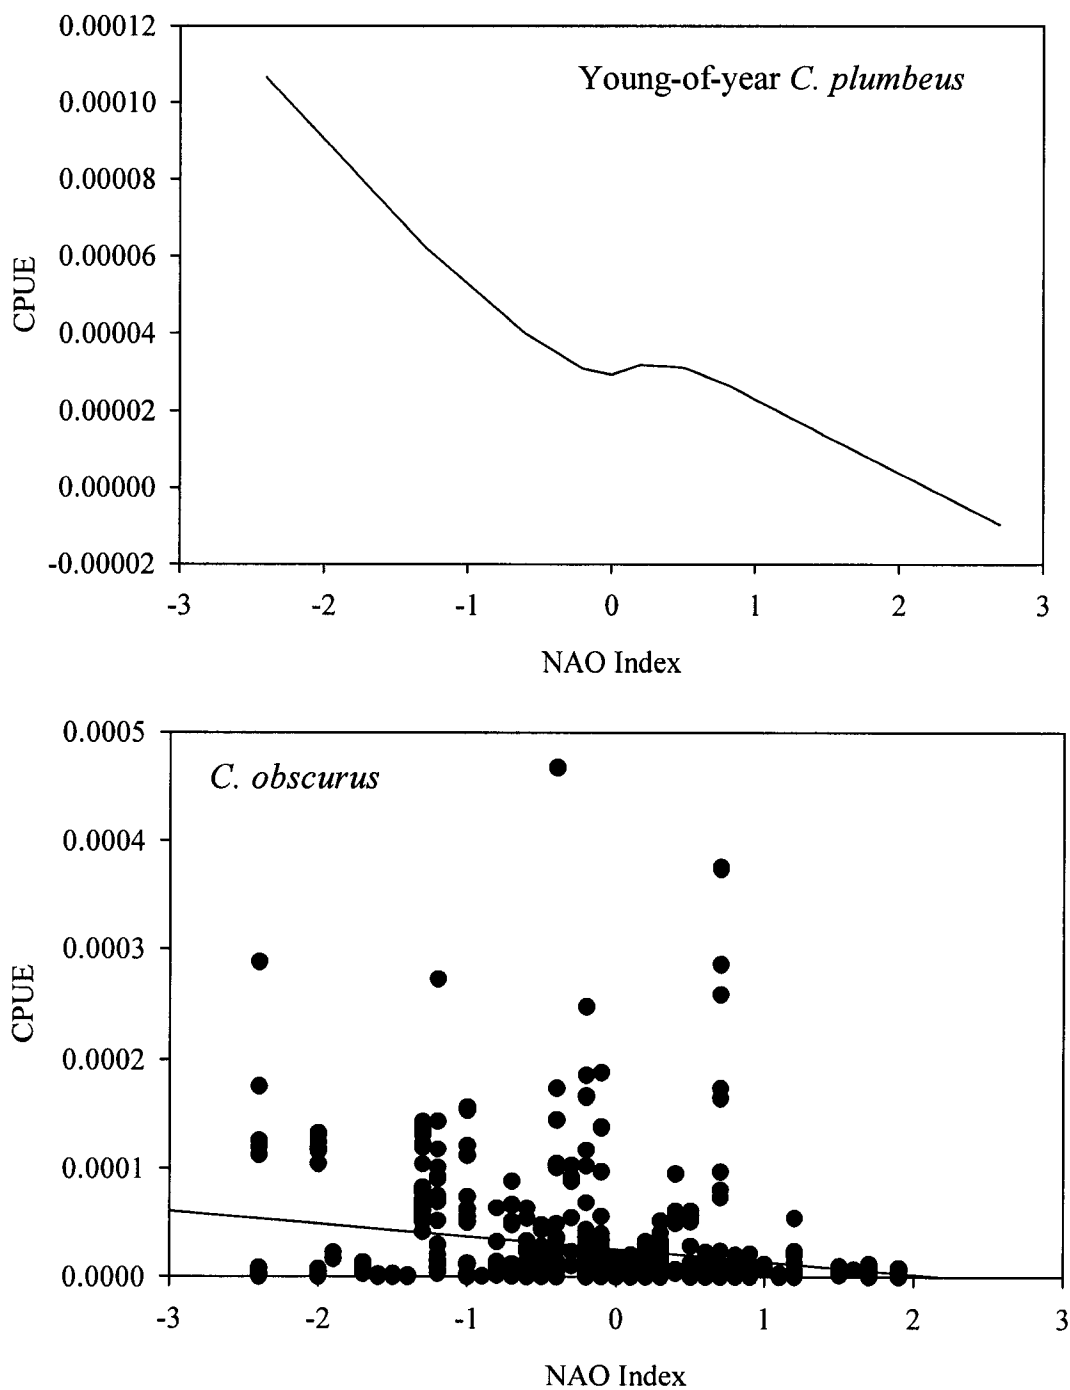 0.00012
Young-of-year C. plumbeus
0.00010
0.00008
0.00006
0.00004
0.00002
0.00000
-0.00002
CPUE
-3 -2 -1 0 1 2 3
NAO Index
0.0005
C. obscurus
0.0004
0.0003
0.0002
0.0001
0.0000
CPUE
-3 -2 -1 0 1 2 3
NAO Index